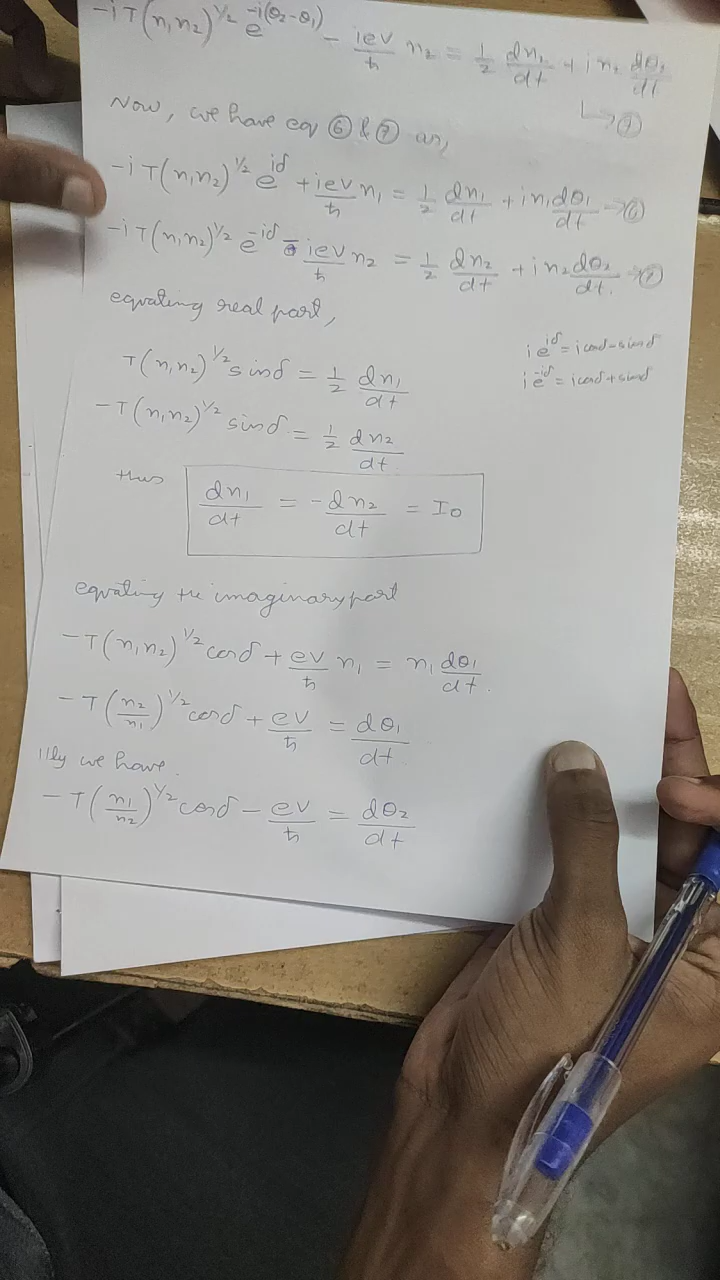 -iT(n₁n₂)^1/2 e^-i(θ₂-θ₁) - iev/ħ n₂ = 1/2 dn₂/dt + i n₂ dθ₂/dt
↳ ⑦
Now, we have eq ⑥ & ⑦ as,
-iT(n₁n₂)^1/2 e^iδ + iev/ħ n₁ = 1/2 dn₁/dt + in₁ dθ₁/dt → ⑥
-iT(n₁n₂)^1/2 e^-iδ - iev/ħ n₂ = 1/2 dn₂/dt + in₂ dθ₂/dt. → ⑦
equating real part,
ie^iδ = icosδ - sinδ
ie^-iδ = icosδ + sinδ
T(n₁n₂)^1/2 sinδ = 1/2 dn₁/dt
-T(n₁n₂)^1/2 sinδ = 1/2 dn₂/dt.
thus
dn₁/dt = -dn₂/dt = I₀
equating the imaginary part
-T(n₁n₂)^1/2 cosδ + ev/ħ n₁ = n₁ dθ₁/dt.
-T(n₂/n₁)^1/2 cosδ + ev/ħ = dθ₁/dt.
111ly we have.
-T(n₁/n₂)^1/2 cosδ - ev/ħ = dθ₂/dt